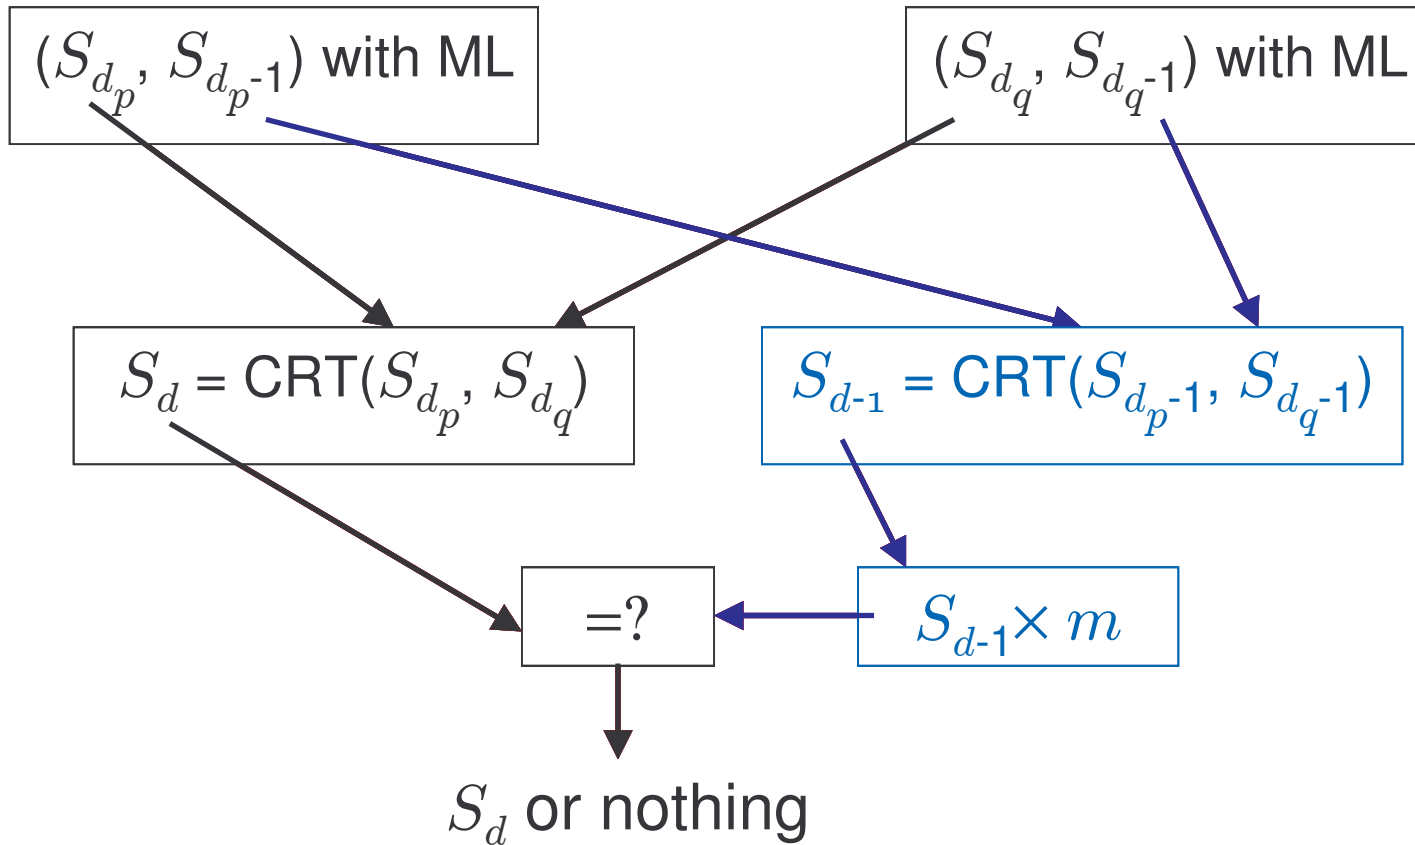 (S_{d_p}, S_{d_p-1}) with ML
(S_{d_q}, S_{d_q-1}) with ML
S_d = CRT(S_{d_p}, S_{d_q})
S_{d-1} = CRT(S_{d_p-1}, S_{d_q-1})
=?
S_{d-1}× m
S_d or nothing